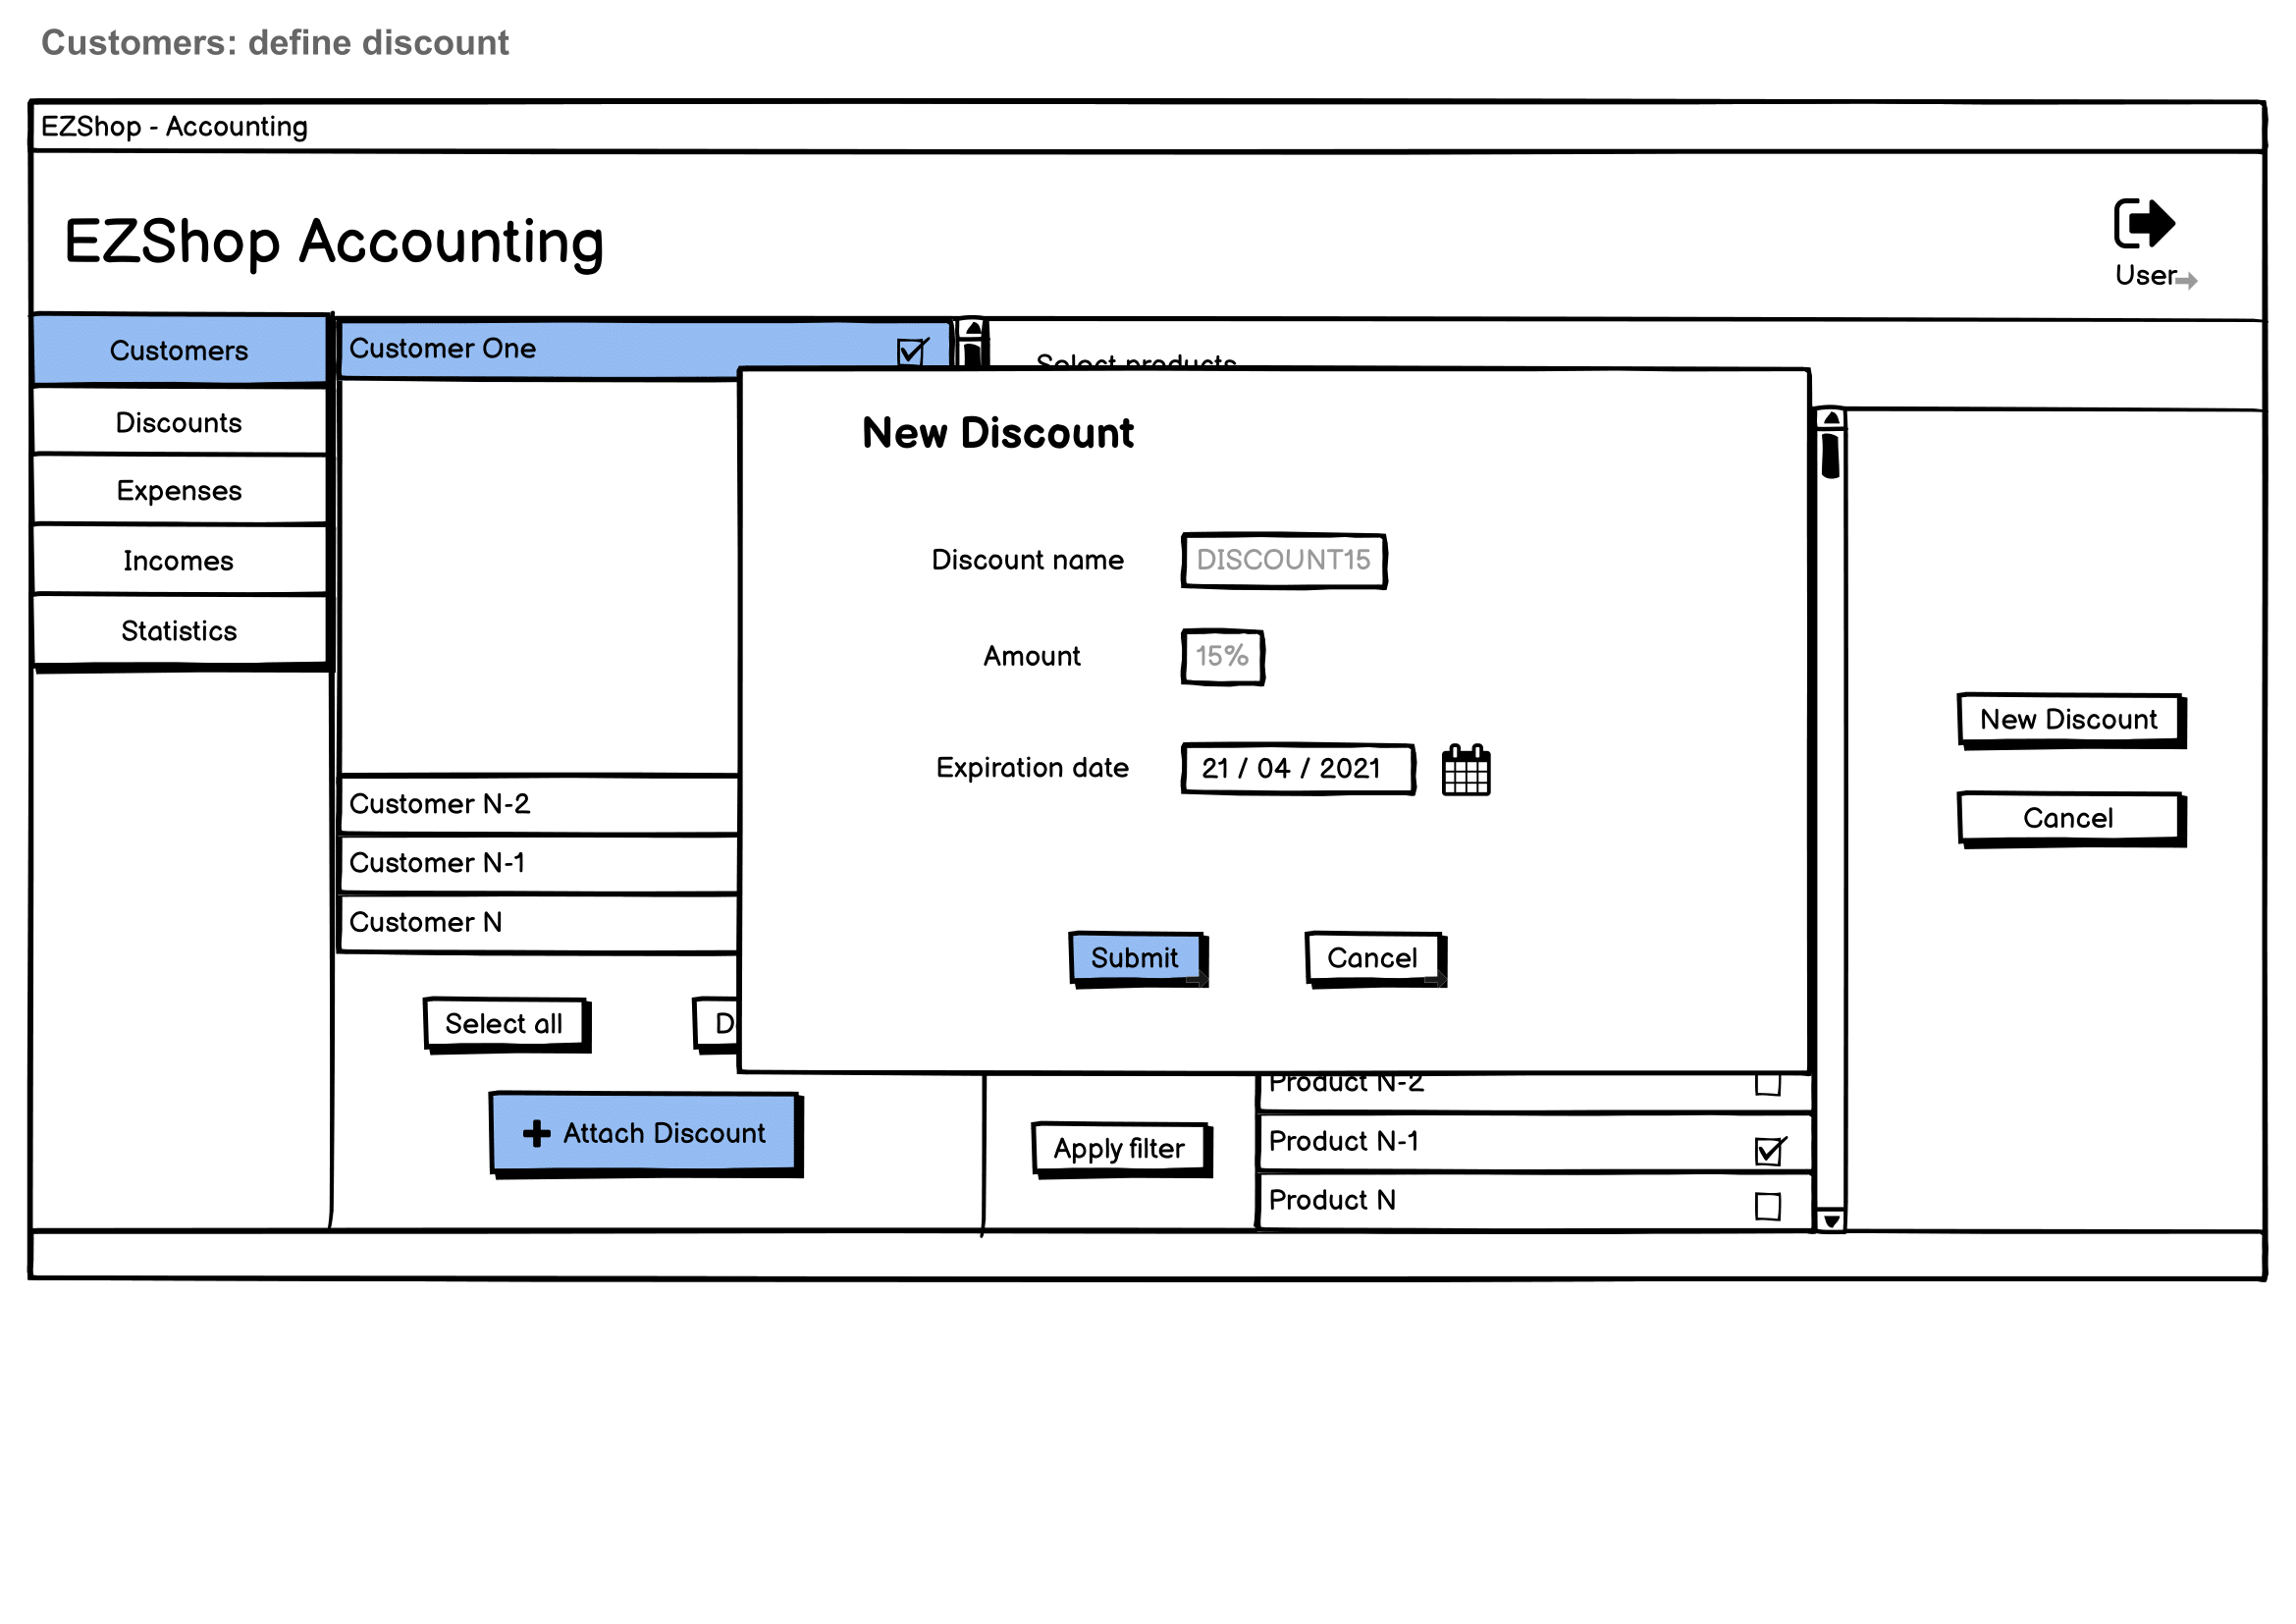 Customers: define discount
EZShop - Accounting
EZShop Accounting
User
Customers
Discounts
Expenses
Incomes
Statistics
Customer One
Select products
New Discount
Discount name DISCOUNT15
Amount 15%
Expiration date 21 / 04 / 2021
Submit Cancel
Customer N-2
Customer N-1
Customer N
Select all
Attach Discount
Apply filter
Product N-2
Product N-1
Product N
New Discount
Cancel